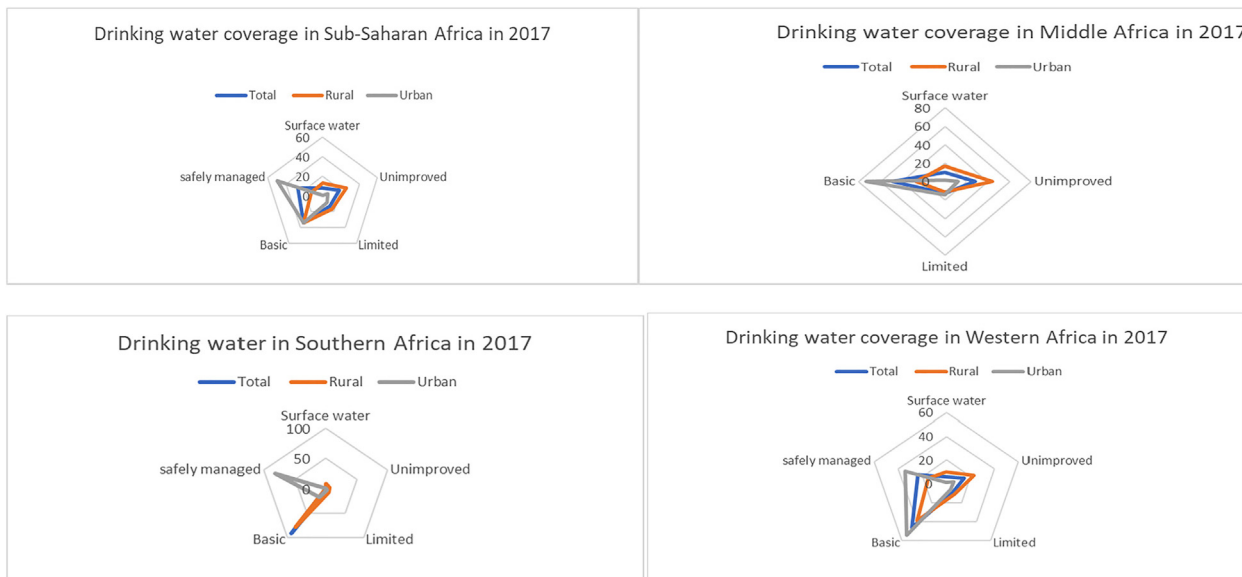 Drinking water coverage in Sub-Saharan Africa in 2017
Total Rural Urban
Surface water
60
40
20
0
safely managed
Unimproved
Basic
Limited
Drinking water coverage in Middle Africa in 2017
Total Rural Urban
Surface water
80
60
40
20
0
Basic
Unimproved
Limited
Drinking water in Southern Africa in 2017
Total Rural Urban
Surface water
100
50
0
safely managed
Unimproved
Basic
Limited
Drinking water coverage in Western Africa in 2017
Total Rural Urban
Surface water
60
40
20
0
safely managed
Unimproved
Basic
Limited